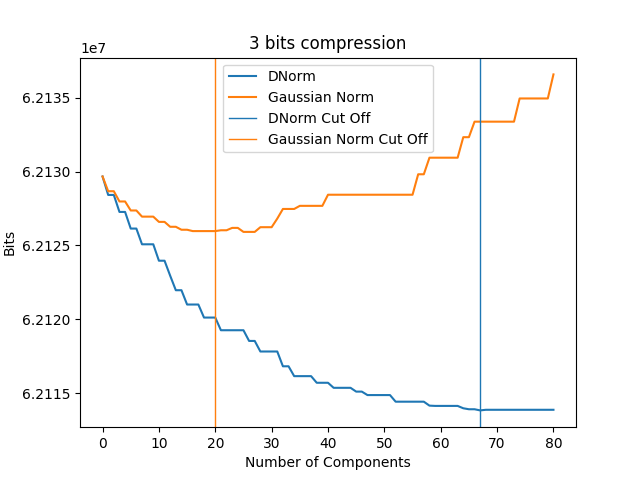 3 bits compression
1e7
6.2135
6.2130
6.2125
6.2120
6.2115
Bits
DNorm
Gaussian Norm
DNorm Cut Off
Gaussian Norm Cut Off
0 10 20 30 40 50 60 70 80
Number of Components